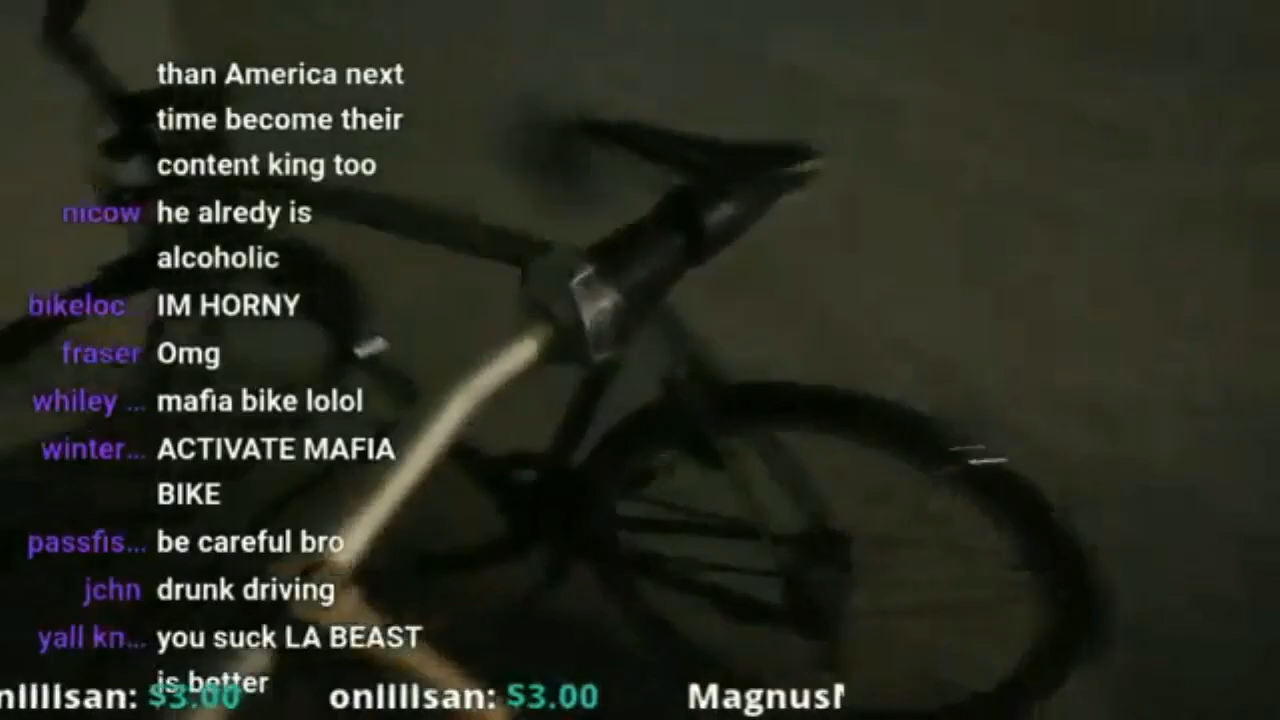 than America next
time become their
content king too
nicow he alredy is
alcoholic
bikeloc... IM HORNY
fraser Omg
whiley ... mafia bike lolol
winter... ACTIVATE MAFIA
BIKE
passfis... be careful bro
jchn drunk driving
yall kn... you suck LA BEAST
is better
$3.00 onllllsan: $3.00